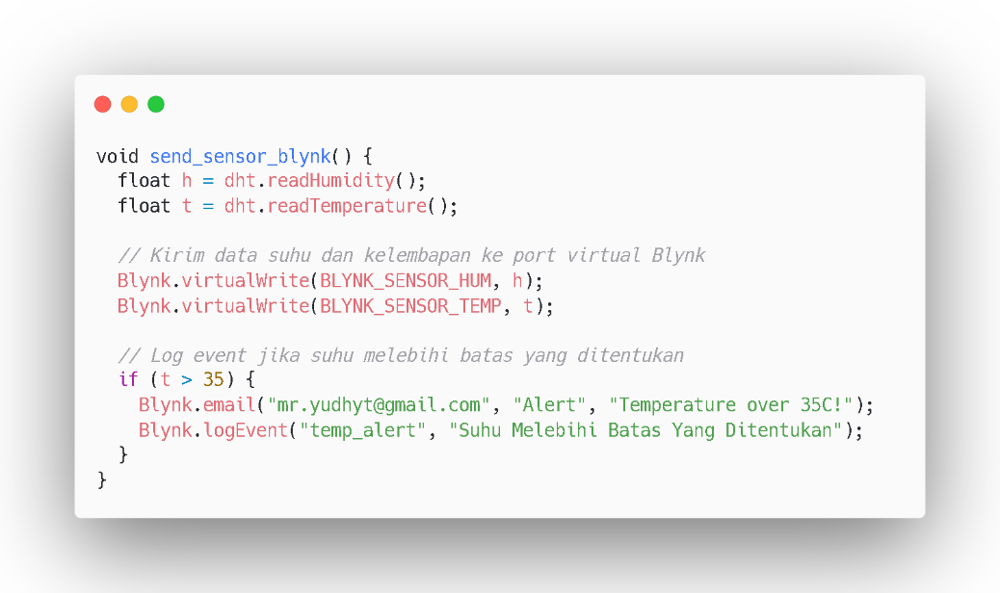 void send_sensor_blynk() {
  float h = dht.readHumidity();
  float t = dht.readTemperature();

  // Kirim data suhu dan kelembapan ke port virtual Blynk
  Blynk.virtualWrite(BLYNK_SENSOR_HUM, h);
  Blynk.virtualWrite(BLYNK_SENSOR_TEMP, t);

  // Log event jika suhu melebihi batas yang ditentukan
  if (t > 35) {
    Blynk.email("mr.yudhyt@gmail.com", "Alert", "Temperature over 35C!");
    Blynk.logEvent("temp_alert", "Suhu Melebihi Batas Yang Ditentukan");
  }
}